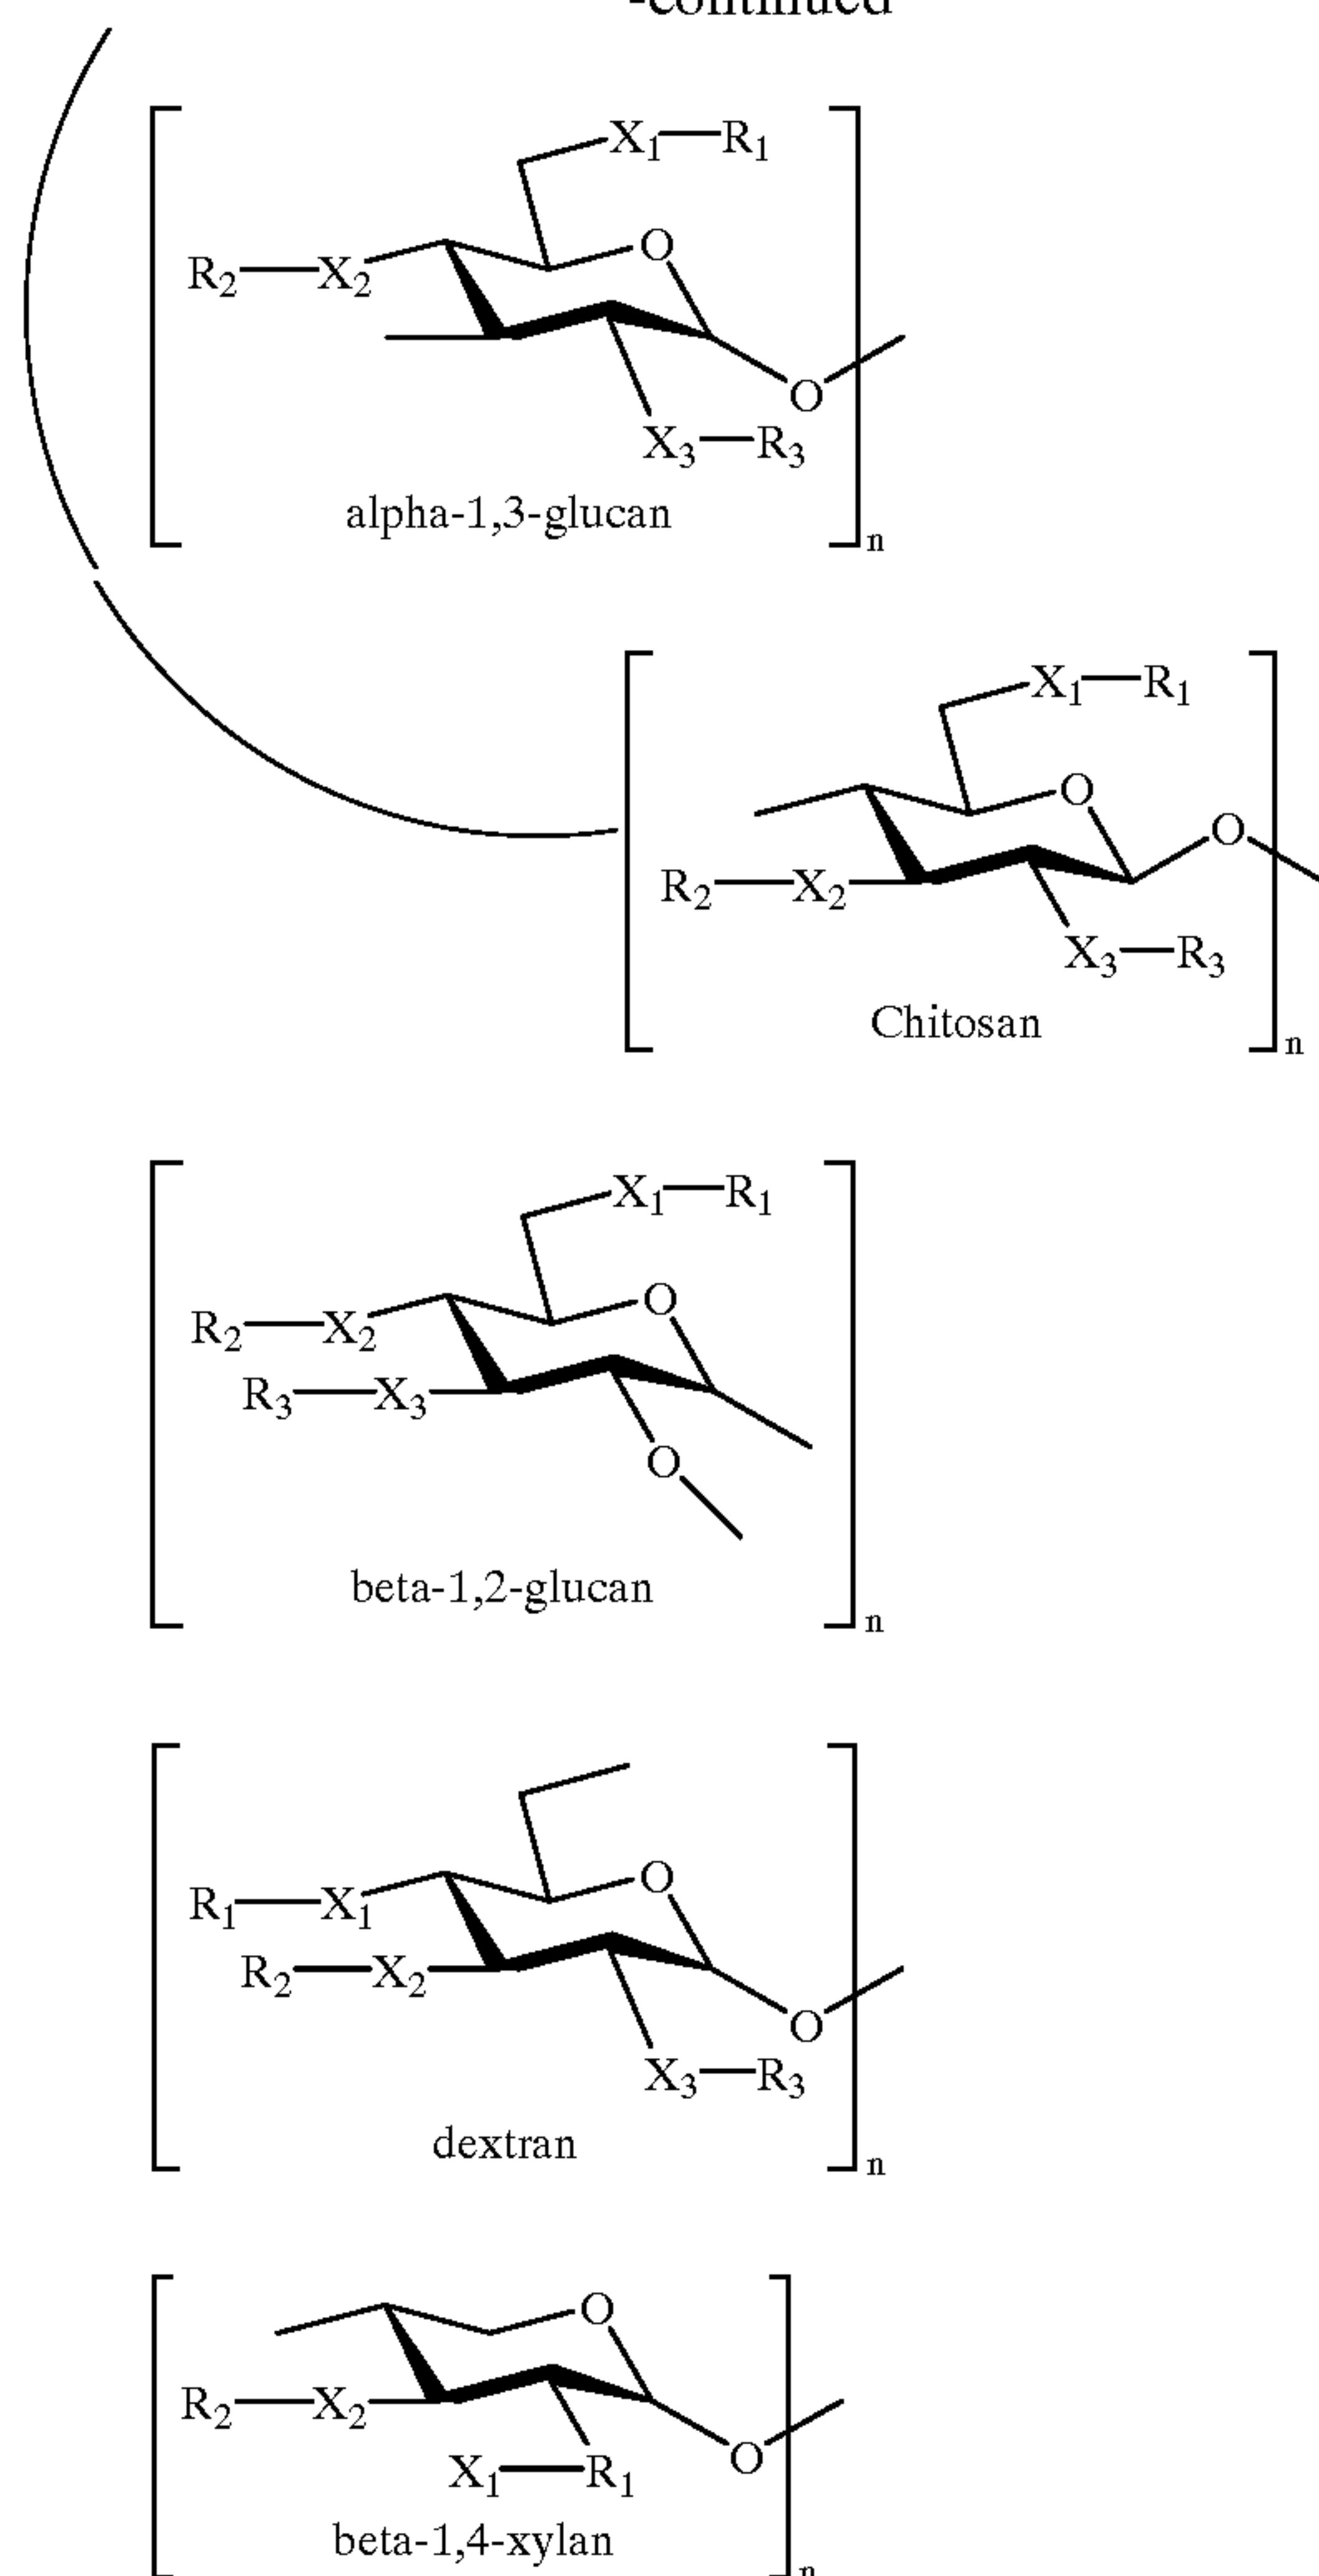 -continued
X₁—R₁
O
R₂—X₂
O
X₃—R₃
alpha-1,3-glucan
n
X₁—R₁
O
O
R₂—X₂
X₃—R₃
Chitosan
n
X₁—R₁
O
R₂—X₂
R₃—X₃
O
beta-1,2-glucan
n
O
R₁—X₁
R₂—X₂
O
X₃—R₃
dextran
n
O
R₂—X₂
O
X₁—R₁
beta-1,4-xylan
n